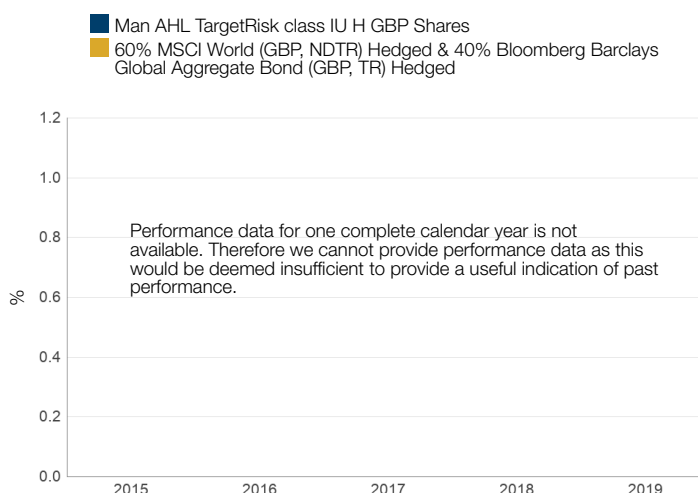 Man AHL TargetRisk class IU H GBP Shares
60% MSCI World (GBP, NDTR) Hedged & 40% Bloomberg Barclays
Global Aggregate Bond (GBP, TR) Hedged
1.2
1.0
0.8
0.6
0.4
0.2
0.0
%
Performance data for one complete calendar year is not
available. Therefore we cannot provide performance data as this
would be deemed insufficient to provide a useful indication of past
performance.
2015 2016 2017 2018 2019